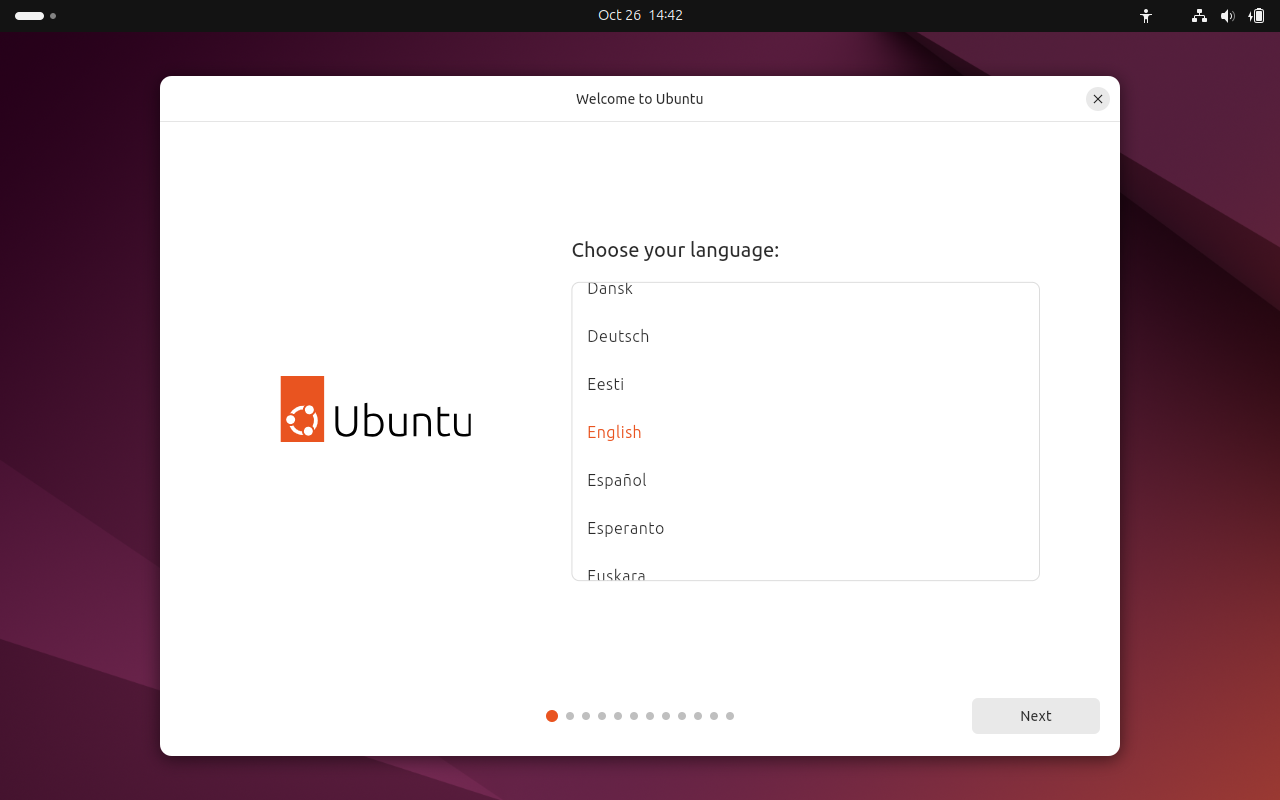 Oct 26 14:42
Welcome to Ubuntu
Choose your language:
Dansk
Deutsch
Eesti
English
Español
Esperanto
Euskara
Ubuntu
Next